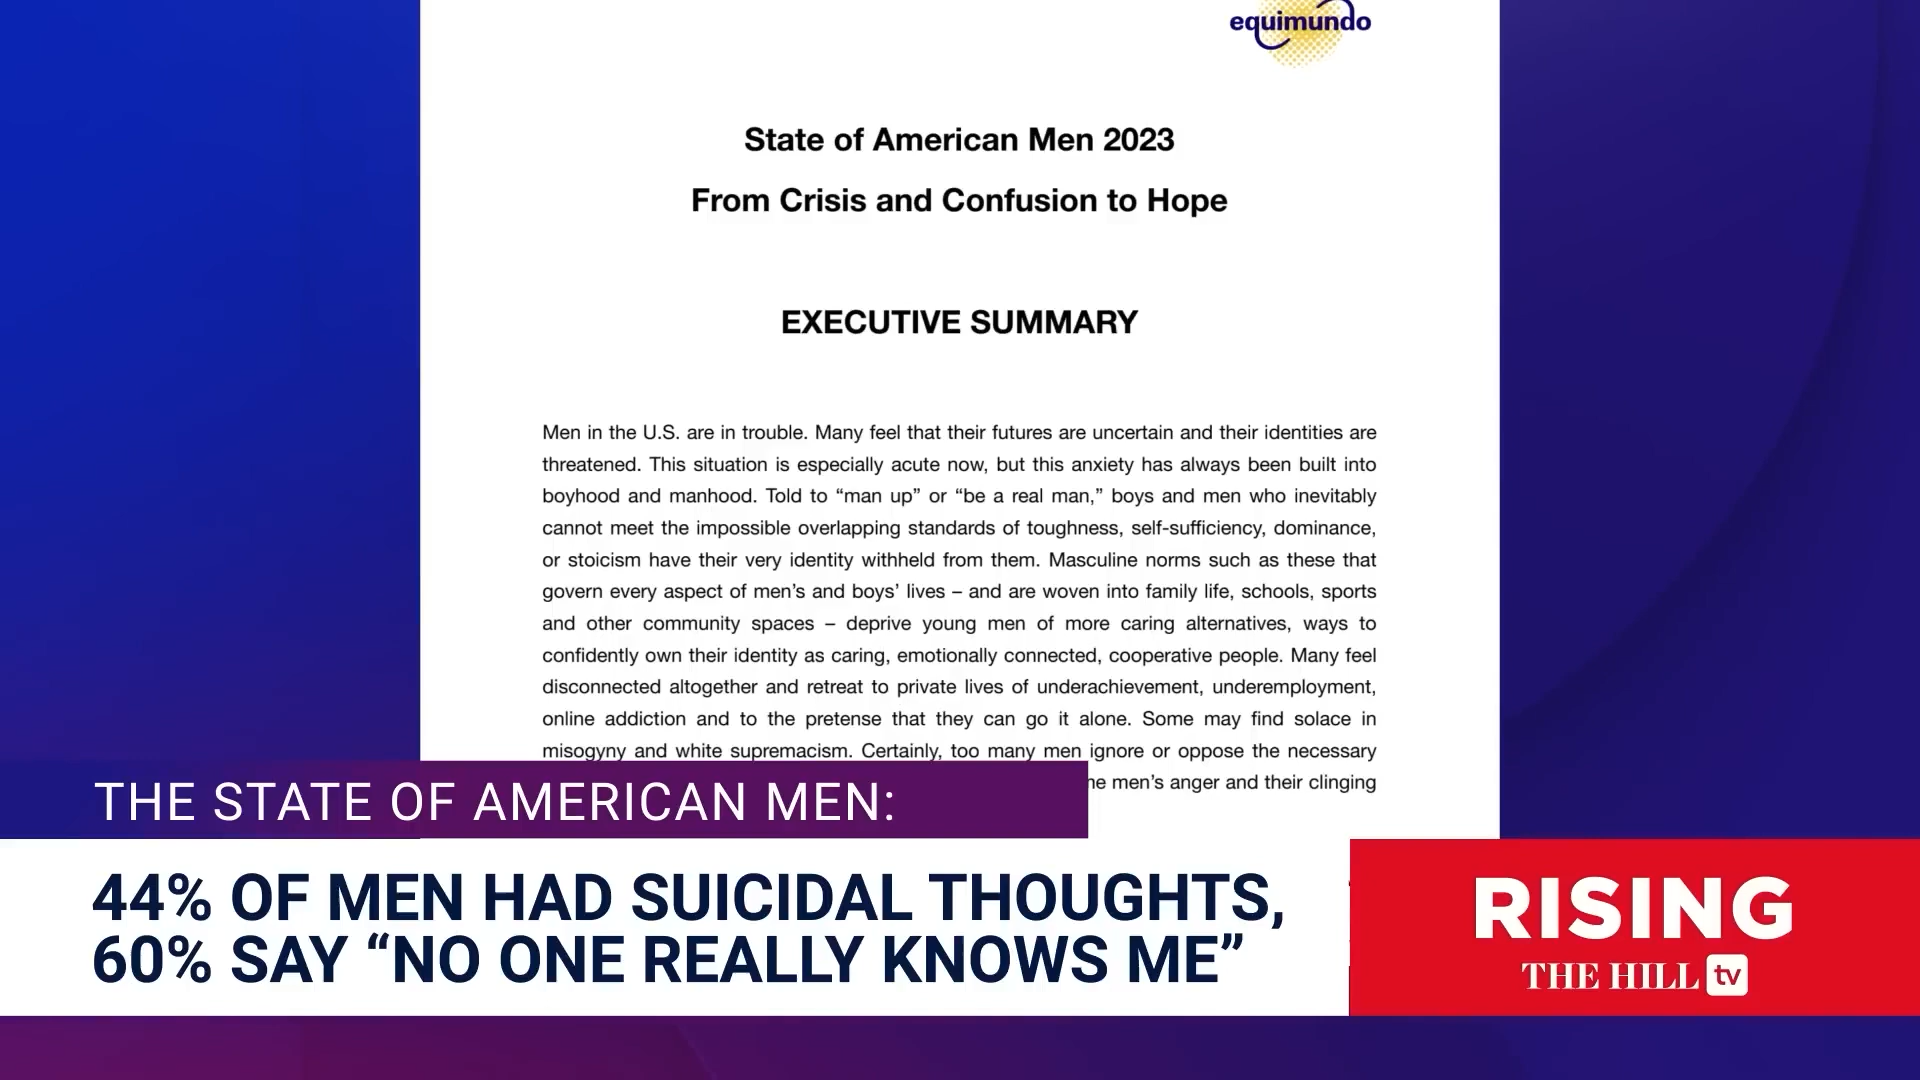 equimundo
State of American Men 2023
From Crisis and Confusion to Hope
EXECUTIVE SUMMARY
Men in the U.S. are in trouble. Many feel that their futures are uncertain and their identities are
threatened. This situation is especially acute now, but this anxiety has always been built into
boyhood and manhood. Told to “man up” or “be a real man,” boys and men who inevitably
cannot meet the impossible overlapping standards of toughness, self-sufficiency, dominance,
or stoicism have their very identity withheld from them. Masculine norms such as these that
govern every aspect of men’s and boys’ lives – and are woven into family life, schools, sports
and other community spaces – deprive young men of more caring alternatives, ways to
confidently own their identity as caring, emotionally connected, cooperative people. Many feel
disconnected altogether and retreat to private lives of underachievement, underemployment,
online addiction and to the pretense that they can go it alone. Some may find solace in
misogyny and white supremacism. Certainly, too many men ignore or oppose the necessary
men’s anger and their clinging
THE STATE OF AMERICAN MEN:
44% OF MEN HAD SUICIDAL THOUGHTS,
60% SAY “NO ONE REALLY KNOWS ME”
RISING
THE HILL tv